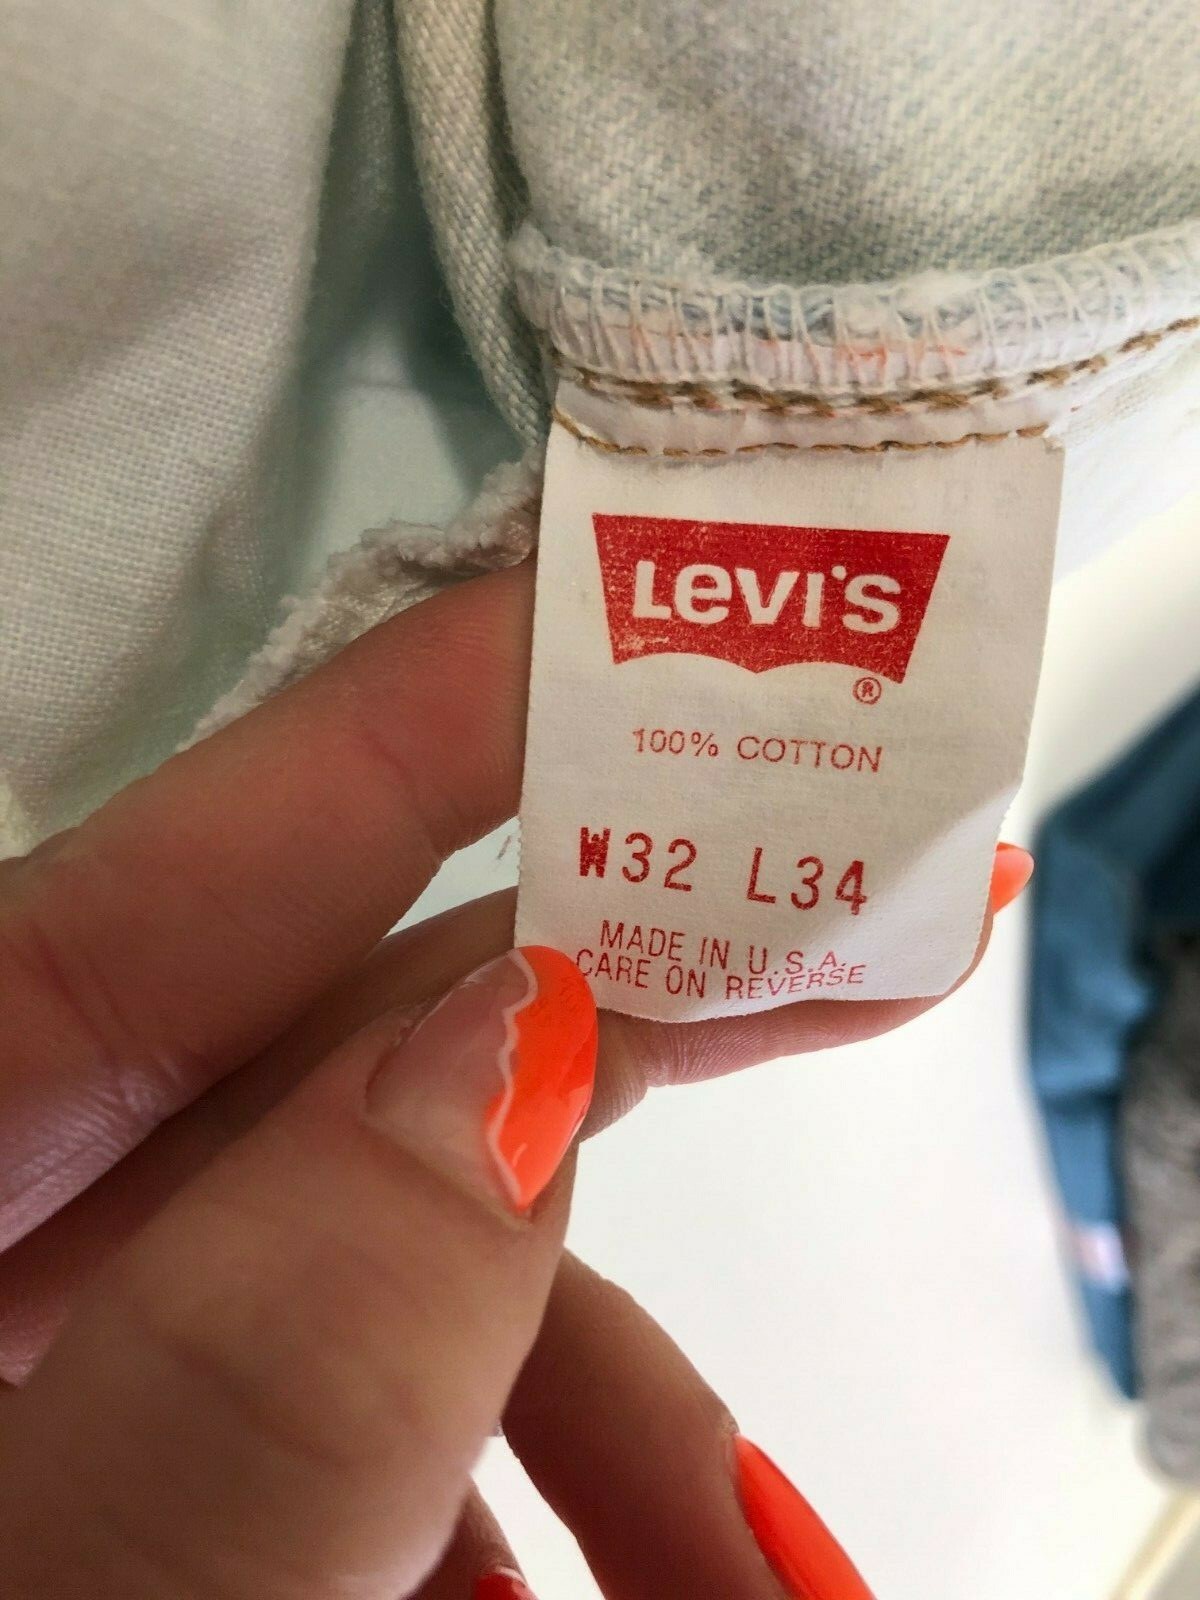 Levi's
®
100% COTTON
W32 L34
MADE IN U.S.A.
CARE ON REVERSE